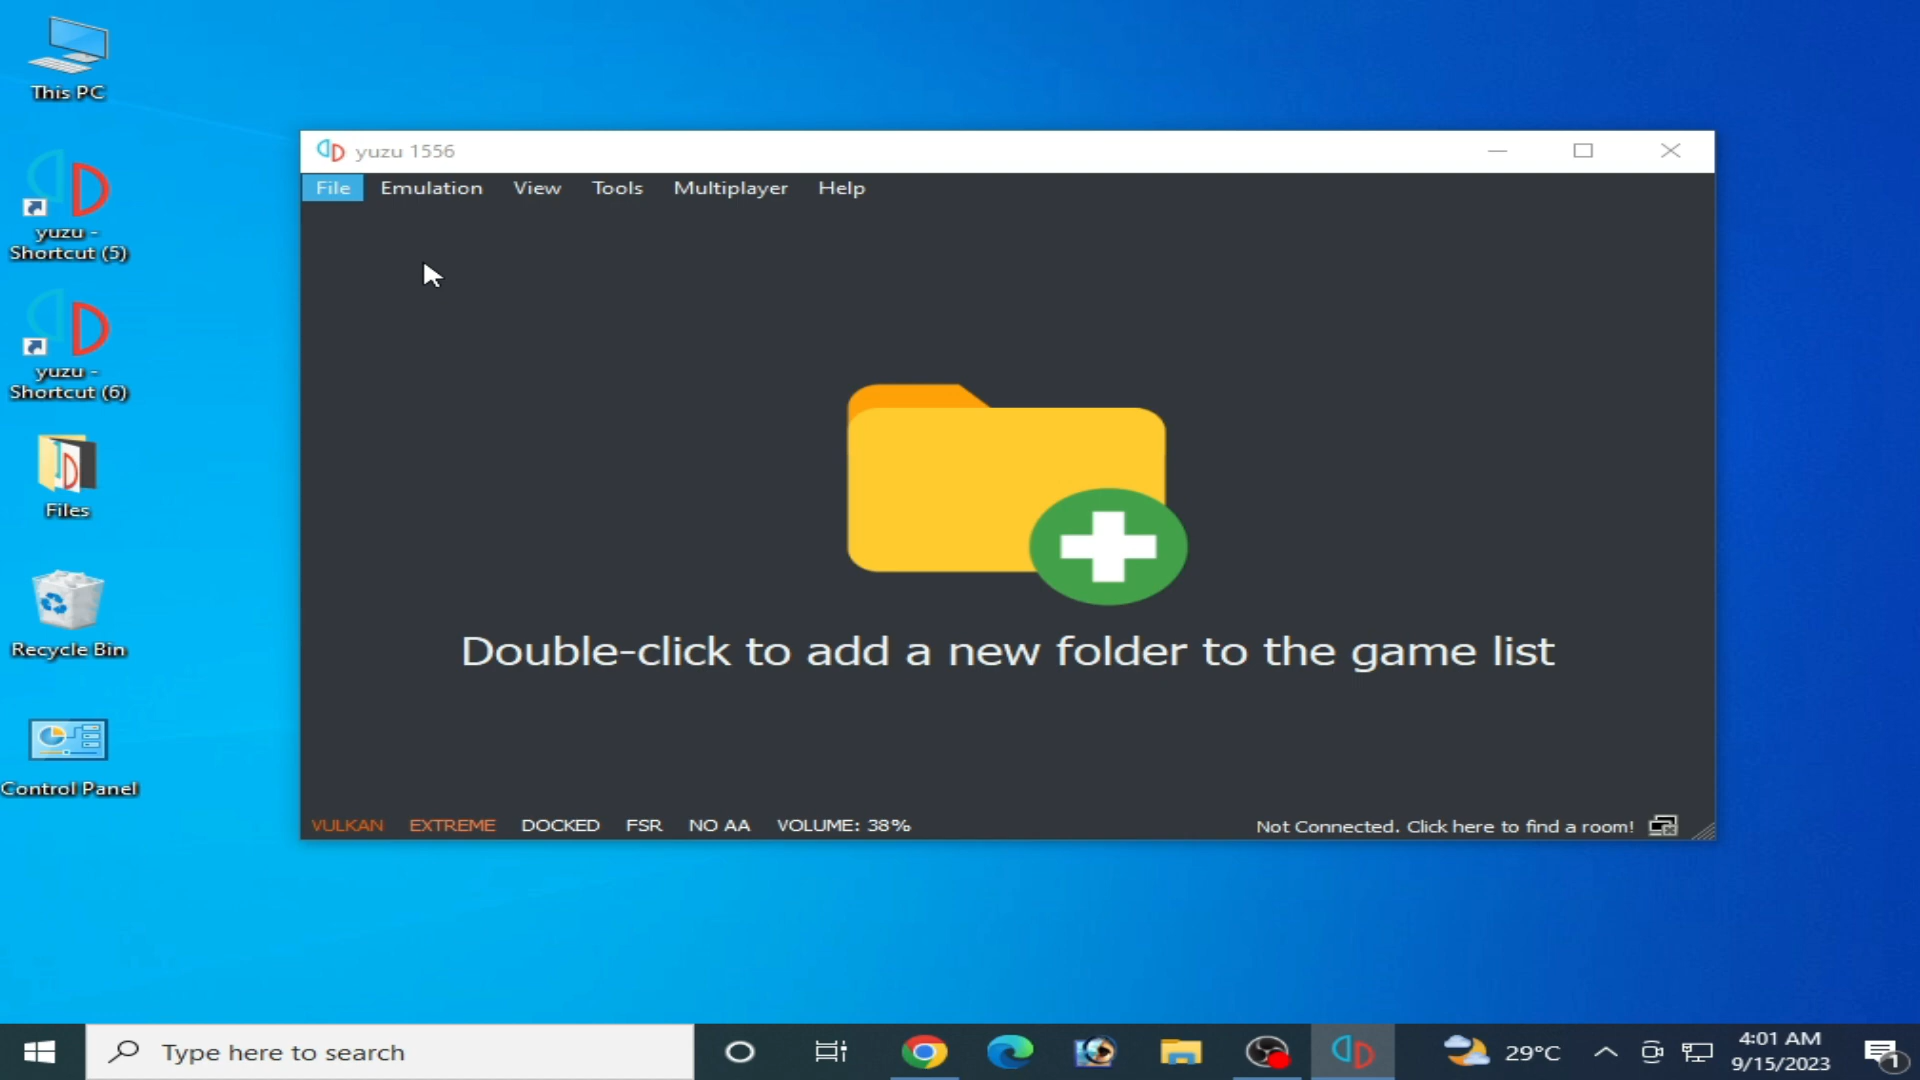 This PC
yuzu -
Shortcut (5)
yuzu -
Shortcut (6)
Files
Recycle Bin
Control Panel
yuzu 1556
File Emulation View Tools Multiplayer Help
Double-click to add a new folder to the game list
VULKAN EXTREME DOCKED FSR NO AA VOLUME: 38% Not Connected. Click here to find a room!
Type here to search
29°C
4:01 AM
9/15/2023
1